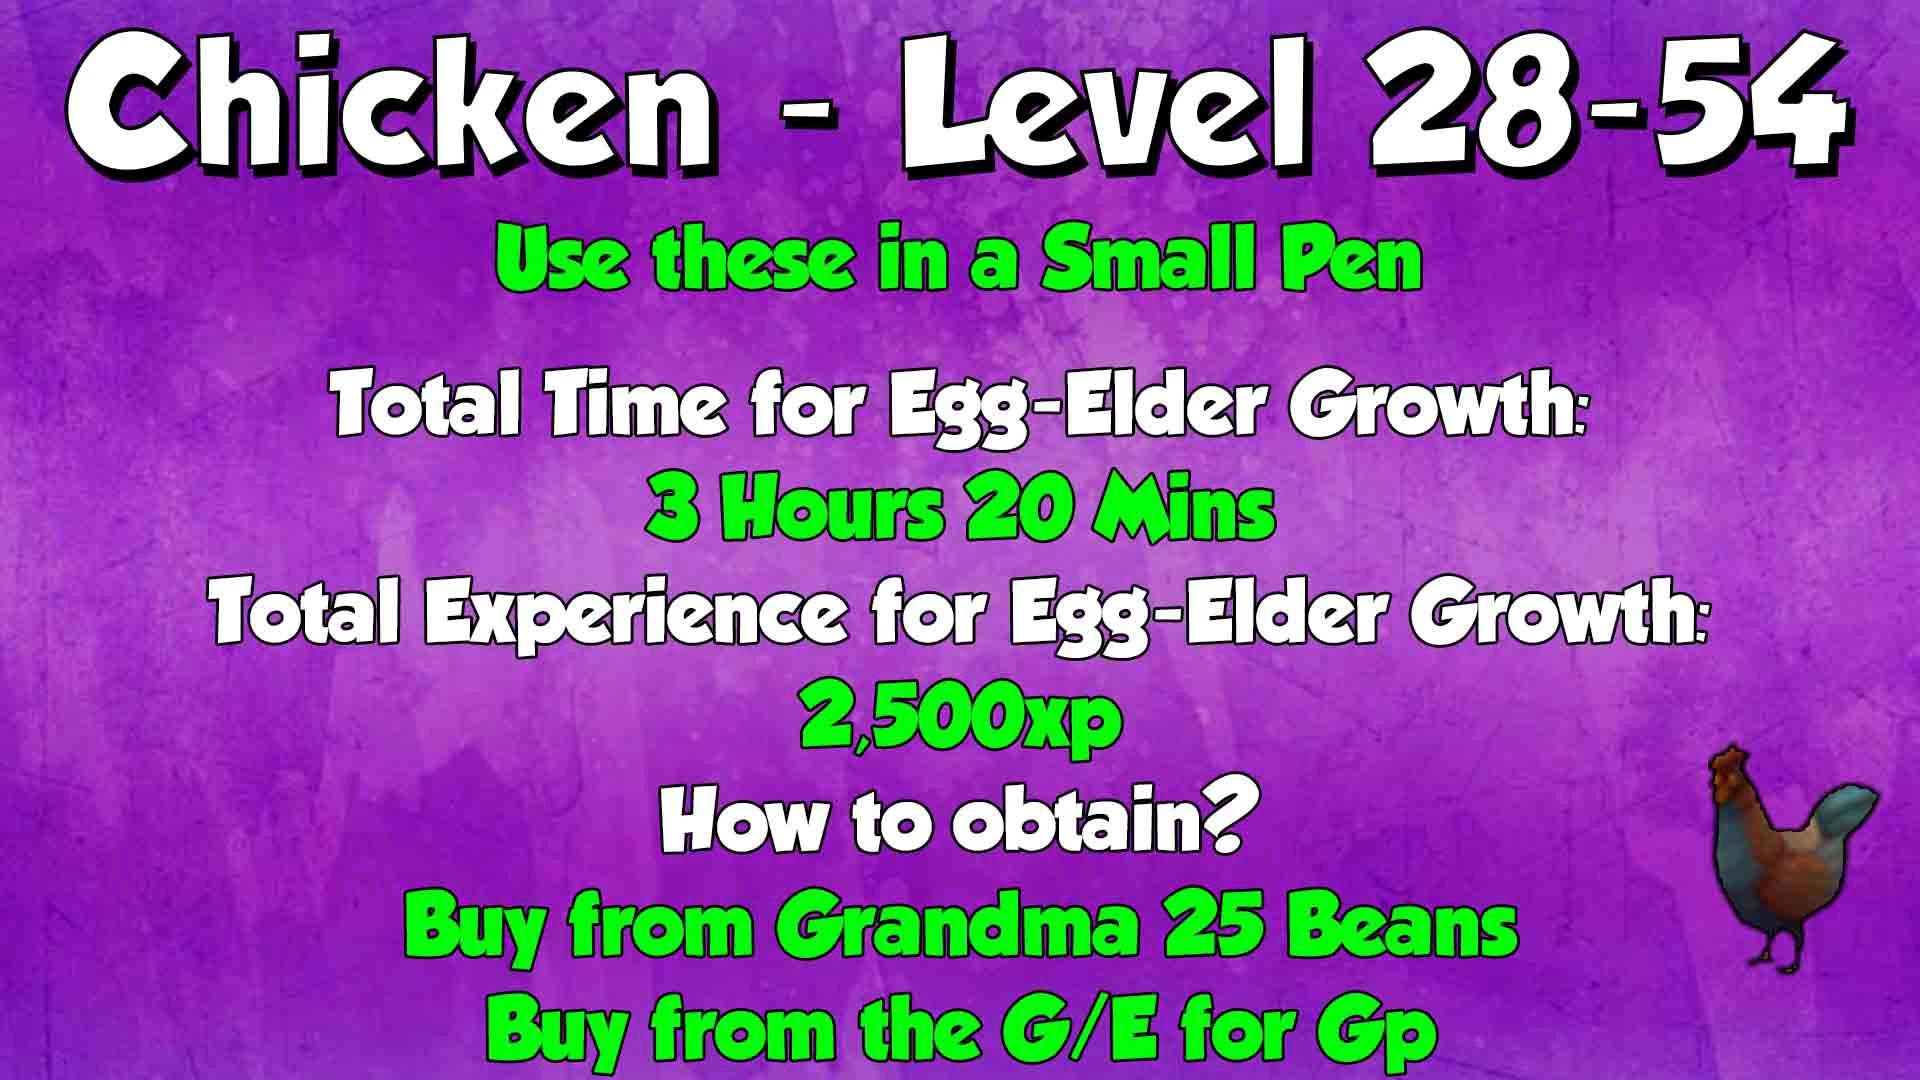 Chicken - Level 28-54
Use these in a Small Pen
Total Time for Egg-Elder Growth:
3 Hours 20 Mins
Total Experience for Egg-Elder Growth:
2,500xp
How to obtain?
Buy from Grandma 25 Beans
Buy from the G/E for Gp